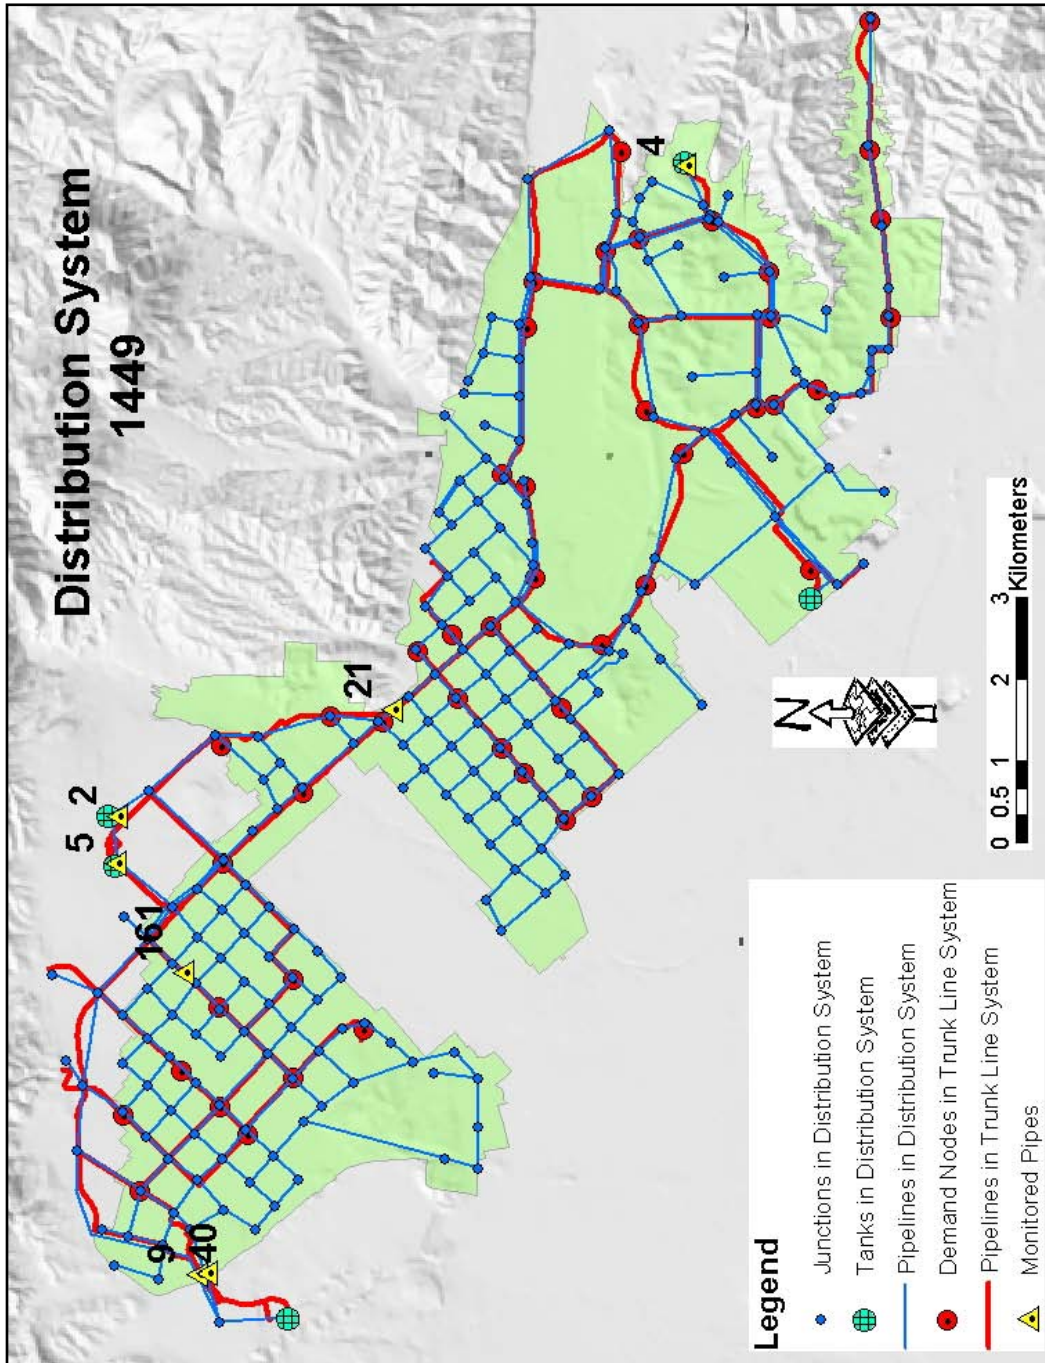 Distribution System
1449
4
21
2
5
161
9
40
N
0 0.5 1 2 3
Kilometers
Legend
Junctions in Distribution System
Tanks in Distribution System
Pipelines in Distribution System
Demand Nodes in Trunk Line System
Pipelines in Trunk Line System
Monitored Pipes